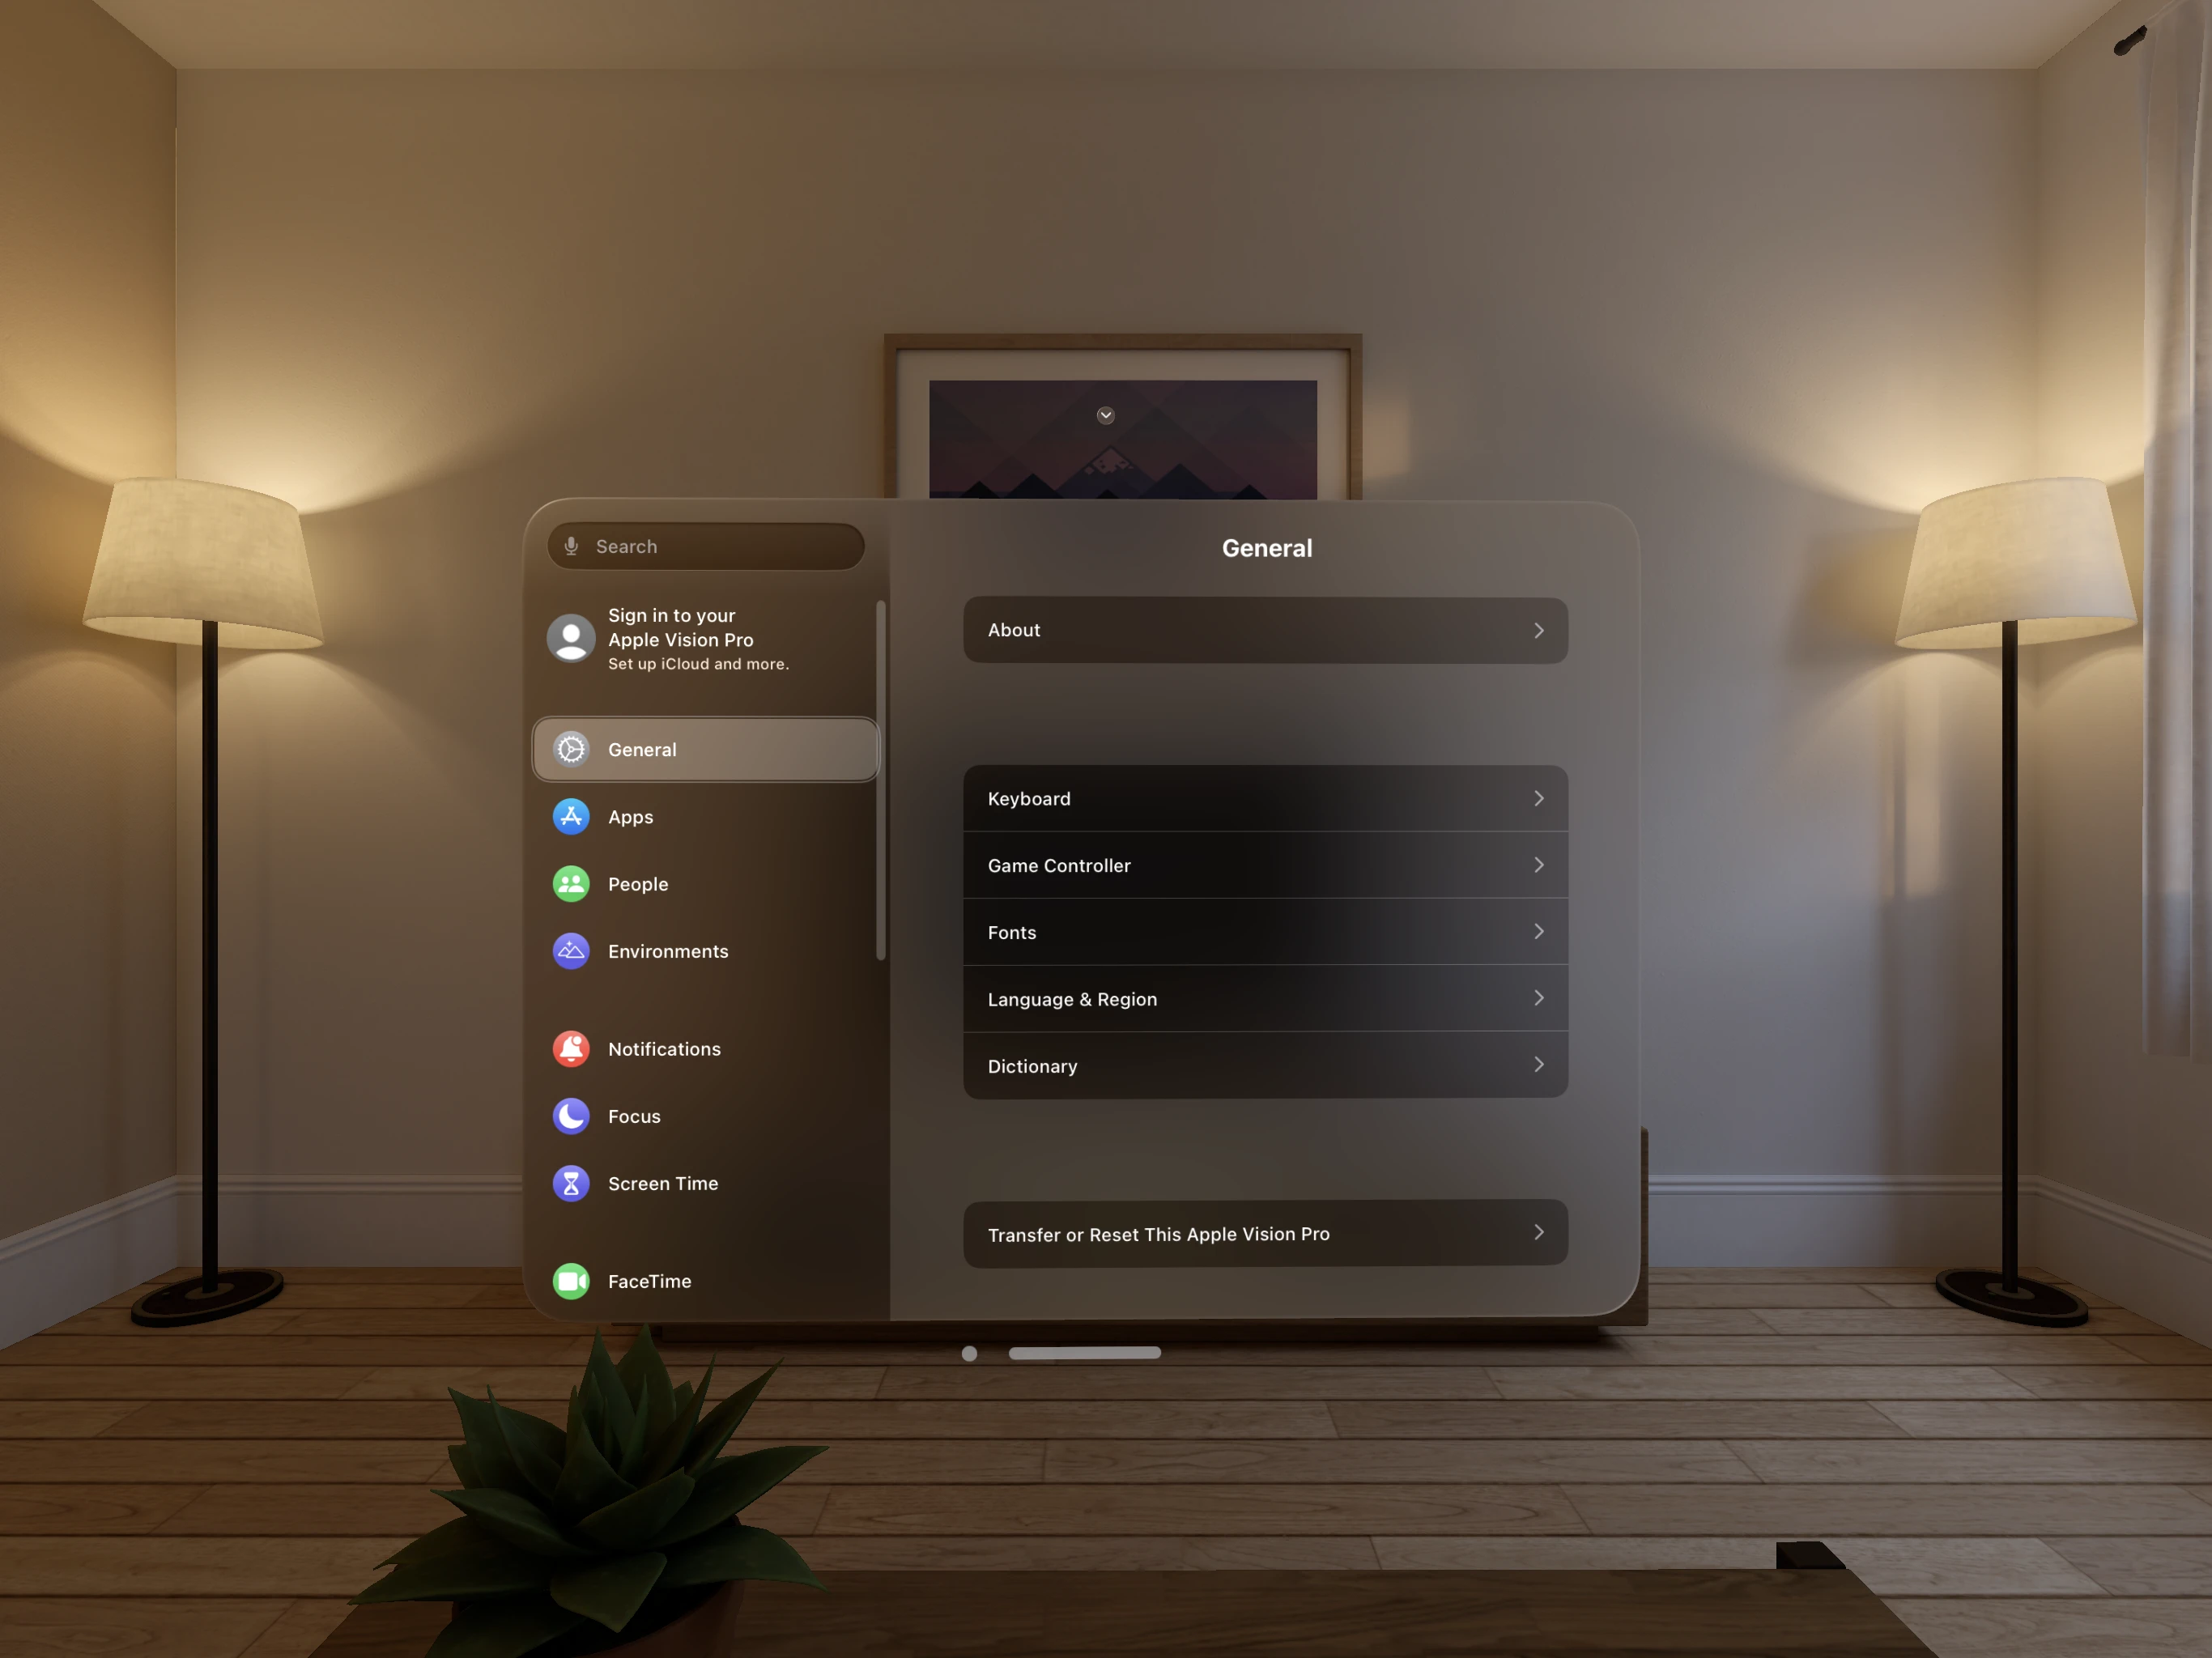 Search
Sign in to your
Apple Vision Pro
Set up iCloud and more.
General
Apps
People
Environments
Notifications
Focus
Screen Time
FaceTime
General
About
Keyboard
Game Controller
Fonts
Language & Region
Dictionary
Transfer or Reset This Apple Vision Pro